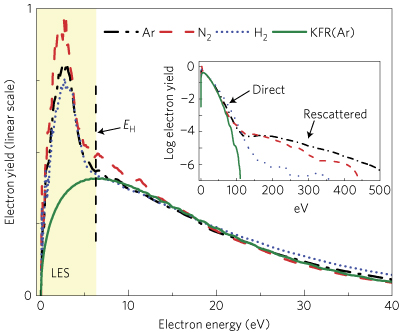 1
Ar N₂ H₂ KFR(Ar)
Electron yield (linear scale)
E_H
LES
0
0 10 20 30 40
Electron energy (eV)
Log electron yield
0
−2
−4
−6
Direct
Rescattered
0 100 200 300 400 500
eV